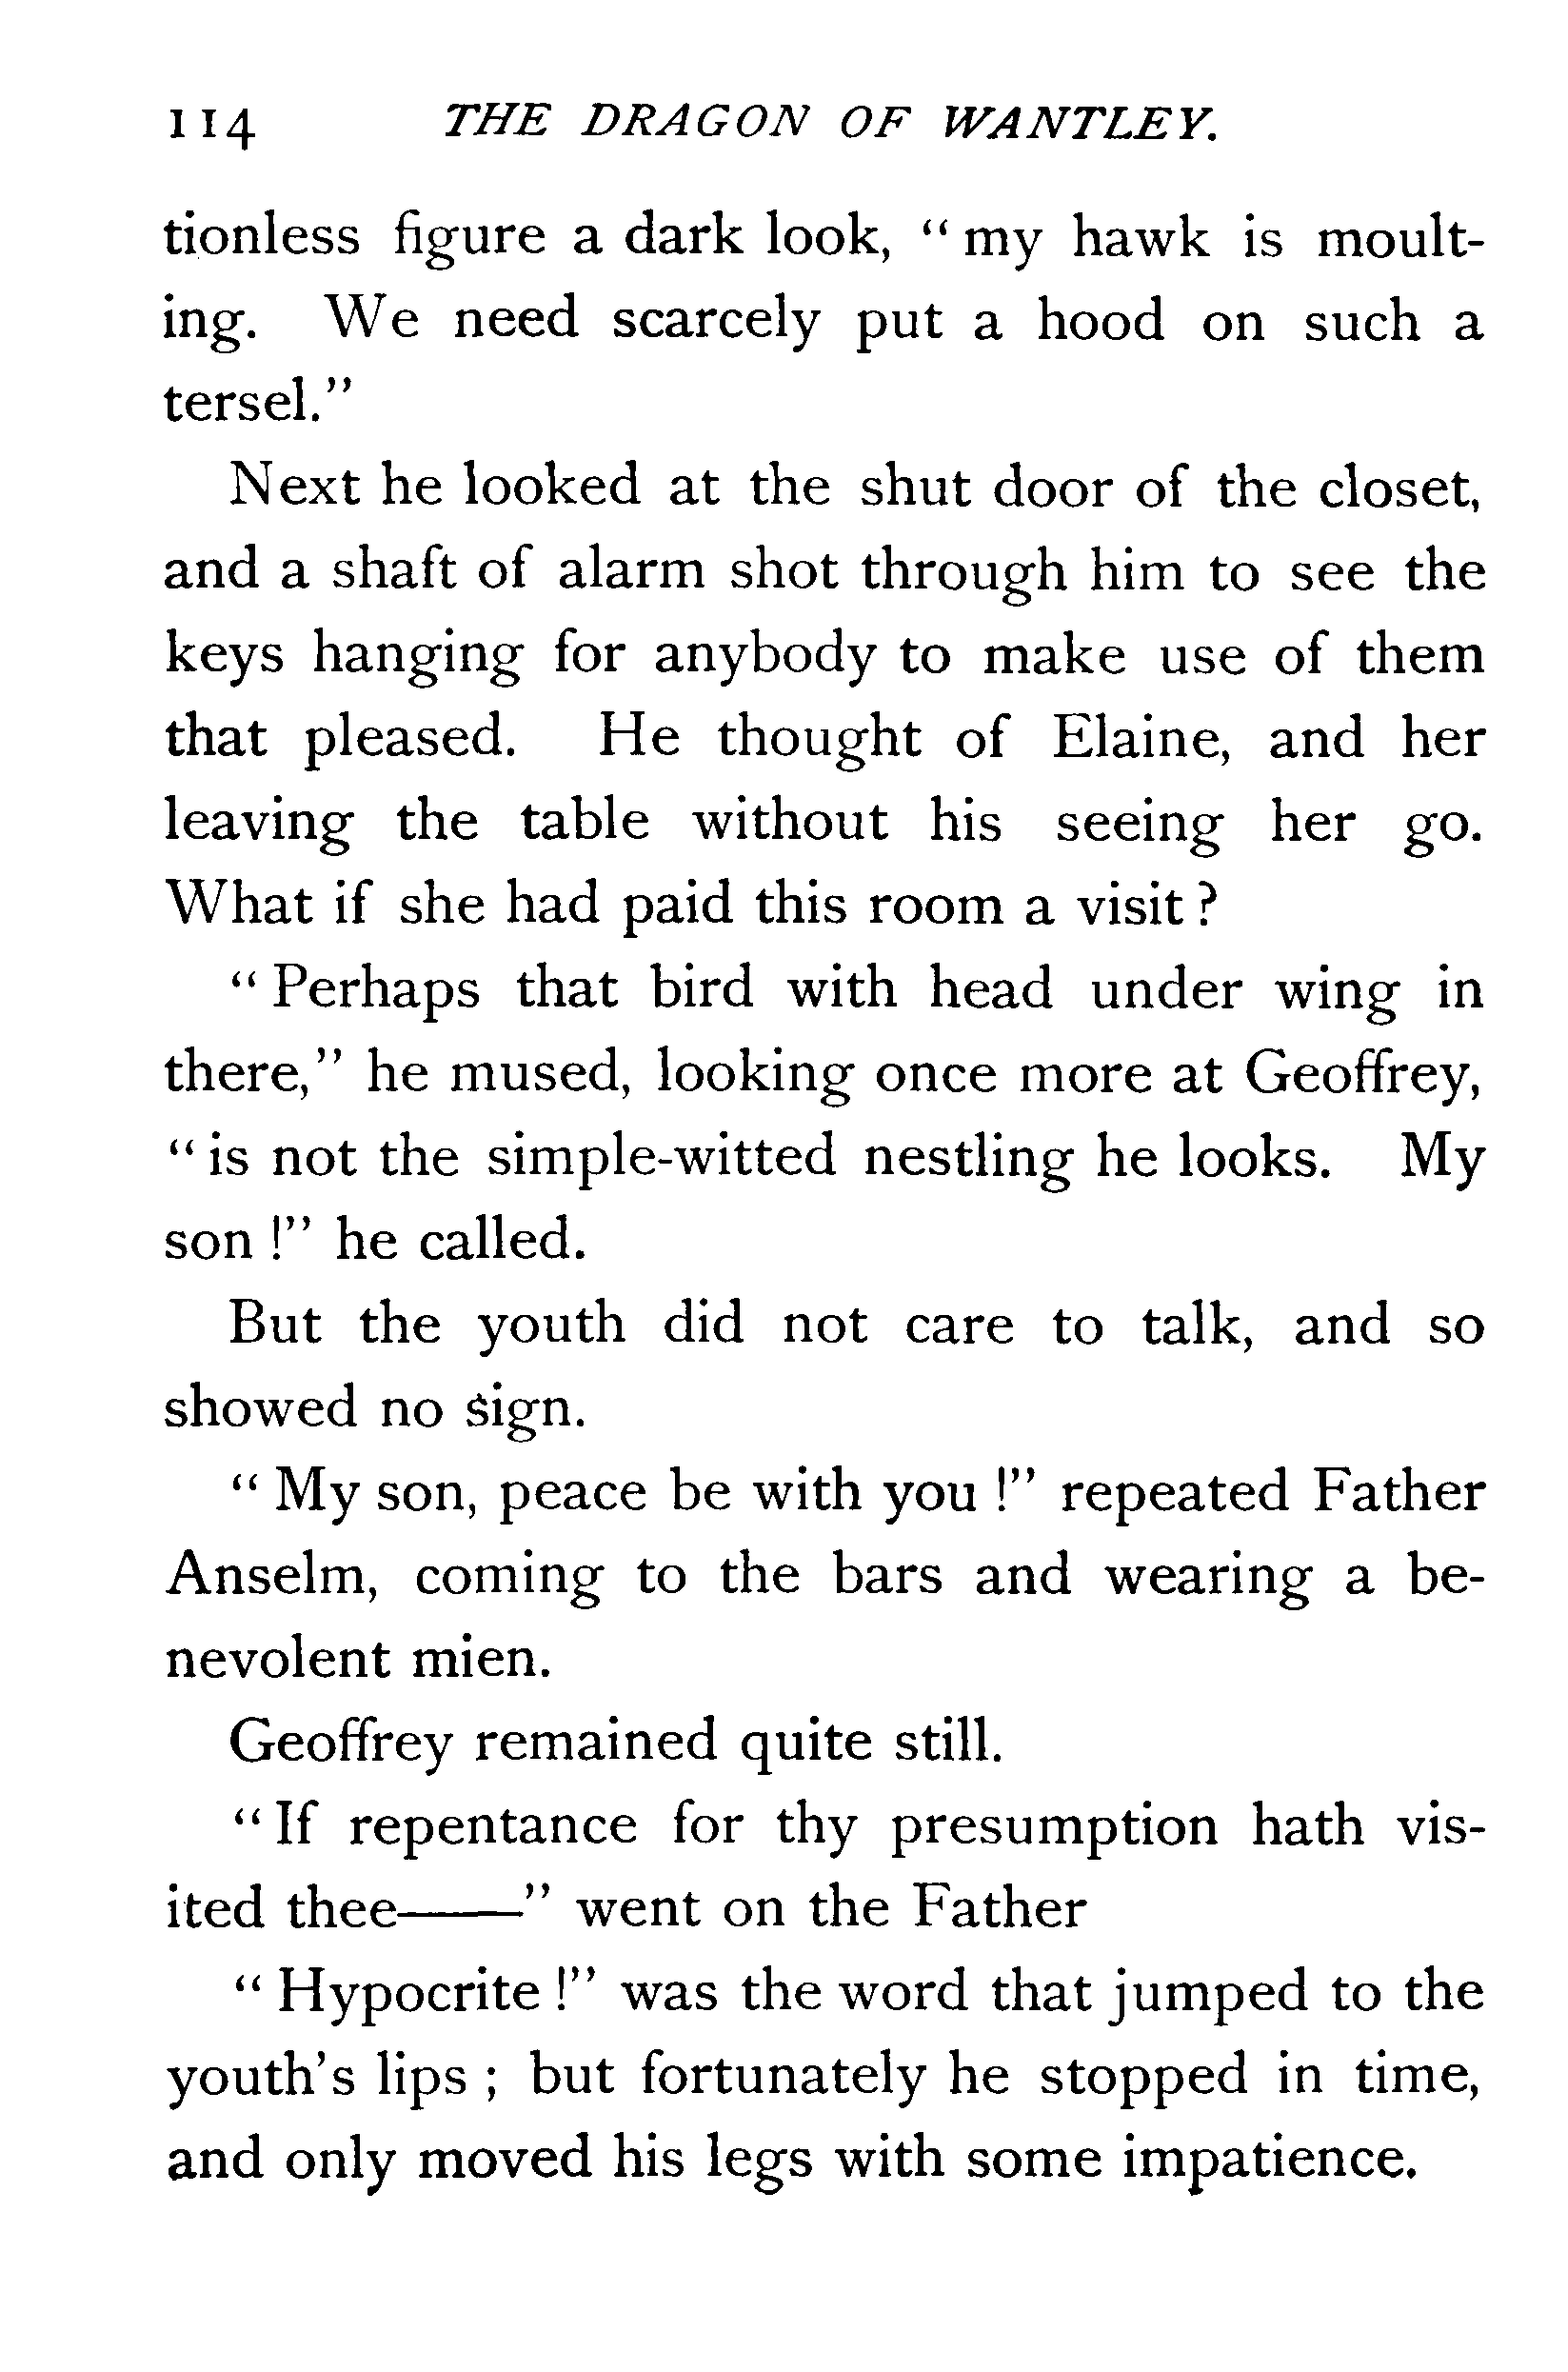 114 THE DRAGON OF WANTLEY.
tionless figure a dark look, “my hawk is moult-
ing. We need scarcely put a hood on such a
tersel.”
Next he looked at the shut door of the closet,
and a shaft of alarm shot through him to see the
keys hanging for anybody to make use of them
that pleased. He thought of Elaine, and her
leaving the table without his seeing her go.
What if she had paid this room a visit ?
“Perhaps that bird with head under wing in
there,” he mused, looking once more at Geoffrey,
“is not the simple-witted nestling he looks. My
son !” he called.
But the youth did not care to talk, and so
showed no sign.
“My son, peace be with you !” repeated Father
Anselm, coming to the bars and wearing a be-
nevolent mien.
Geoffrey remained quite still.
“If repentance for thy presumption hath vis-
ited thee——” went on the Father
“Hypocrite !” was the word that jumped to the
youth’s lips ; but fortunately he stopped in time,
and only moved his legs with some impatience.